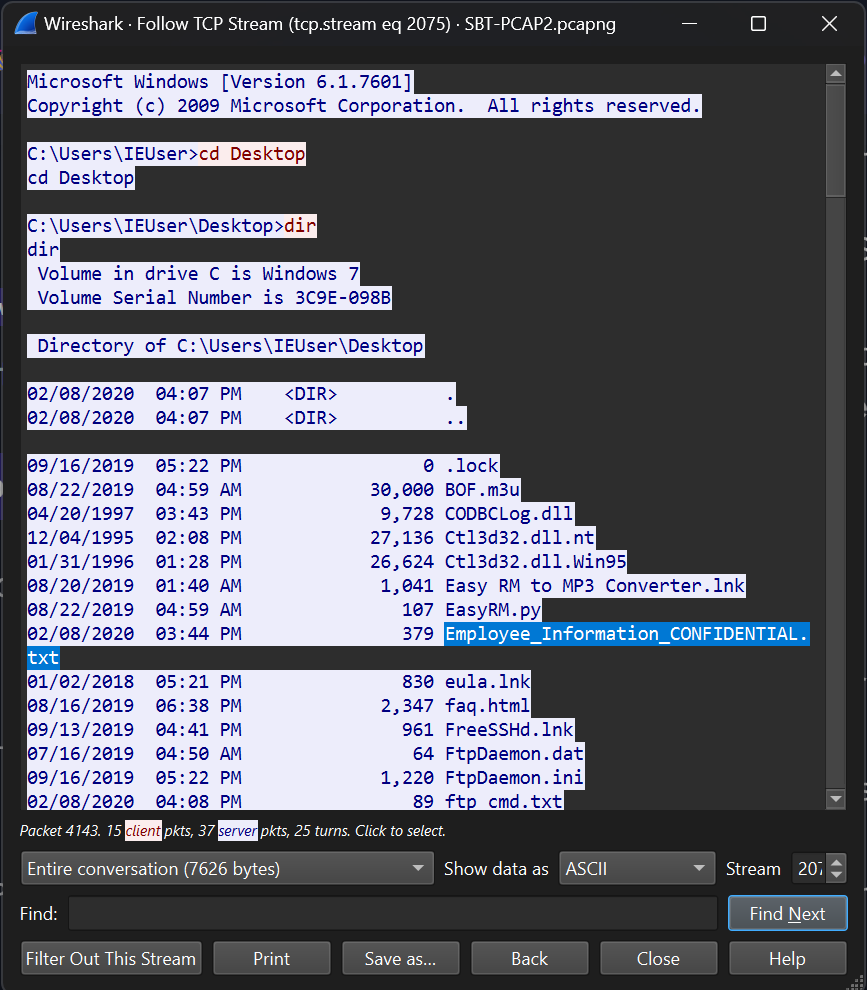 Wireshark · Follow TCP Stream (tcp.stream eq 2075) · SBT-PCAP2.pcapng
Microsoft Windows [Version 6.1.7601]
Copyright (c) 2009 Microsoft Corporation.  All rights reserved.
C:\Users\IEUser>cd Desktop
cd Desktop
C:\Users\IEUser\Desktop>dir
dir
 Volume in drive C is Windows 7
 Volume Serial Number is 3C9E-098B
 Directory of C:\Users\IEUser\Desktop
02/08/2020  04:07 PM    <DIR>          .
02/08/2020  04:07 PM    <DIR>          ..
09/16/2019  05:22 PM                 0 .lock
08/22/2019  04:59 AM            30,000 BOF.m3u
04/20/1997  03:43 PM             9,728 CODBCLog.dll
12/04/1995  02:08 PM            27,136 Ctl3d32.dll.nt
01/31/1996  01:28 PM            26,624 Ctl3d32.dll.Win95
08/20/2019  01:40 AM             1,041 Easy RM to MP3 Converter.lnk
08/22/2019  04:59 AM               107 EasyRM.py
02/08/2020  03:44 PM               379 Employee_Information_CONFIDENTIAL.
txt
01/02/2018  05:21 PM               830 eula.lnk
08/16/2019  06:38 PM             2,347 faq.html
09/13/2019  04:41 PM               961 FreeSSHd.lnk
07/16/2019  04:50 AM                64 FtpDaemon.dat
09/16/2019  05:22 PM             1,220 FtpDaemon.ini
02/08/2020  04:08 PM                89 ftp_cmd.txt
Packet 4143. 15 client pkts, 37 server pkts, 25 turns. Click to select.
Entire conversation (7626 bytes) Show data as ASCII Stream 207
Find: Find Next
Filter Out This Stream Print Save as... Back Close Help